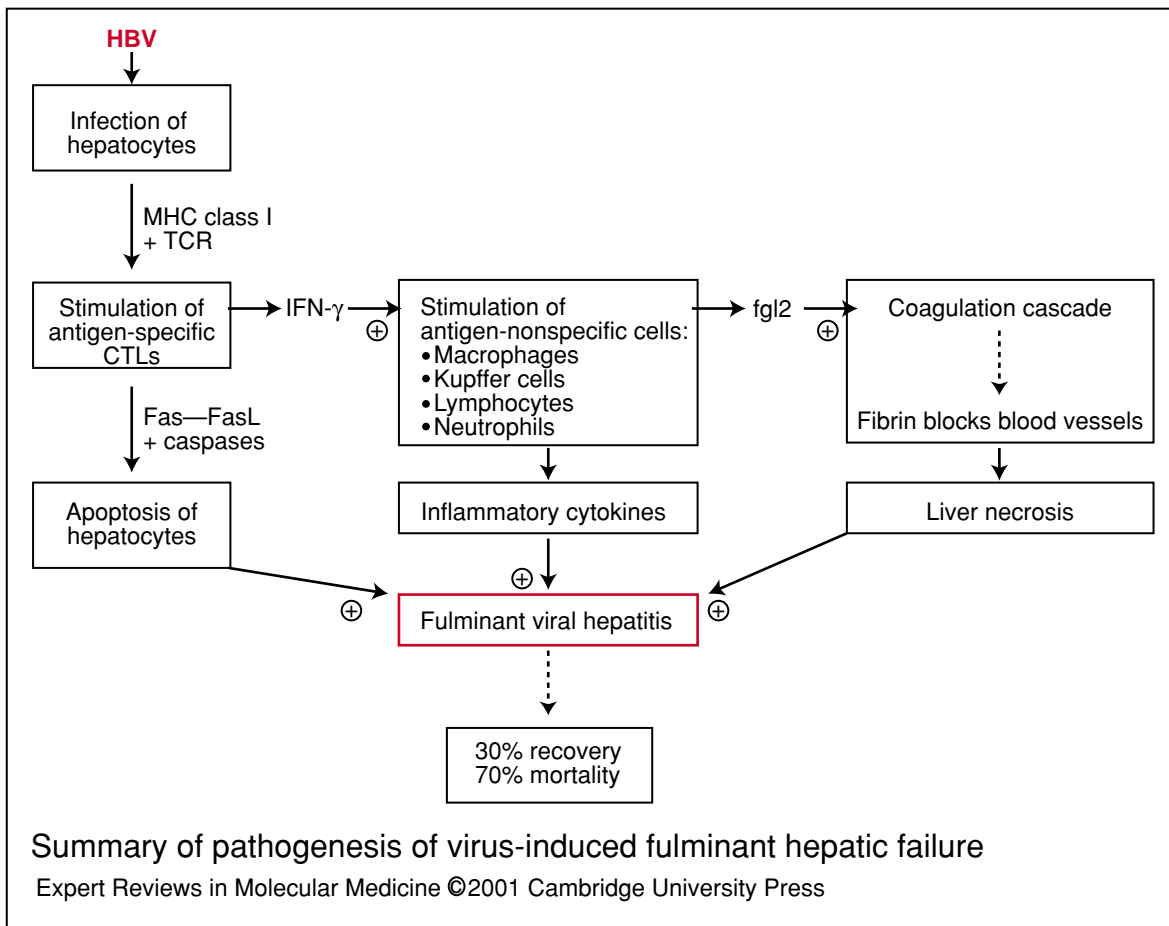 HBV
Infection of
hepatocytes
MHC class I
+ TCR
Stimulation of
antigen-specific
CTLs
IFN-γ
⊕
Stimulation of
antigen-nonspecific cells:
•Macrophages
•Kupffer cells
•Lymphocytes
•Neutrophils
fgl2
⊕
Coagulation cascade
Fibrin blocks blood vessels
Fas—FasL
+ caspases
Apoptosis of
hepatocytes
Inflammatory cytokines
Liver necrosis
⊕
⊕
⊕
Fulminant viral hepatitis
30% recovery
70% mortality
Summary of pathogenesis of virus-induced fulminant hepatic failure
Expert Reviews in Molecular Medicine ©2001 Cambridge University Press